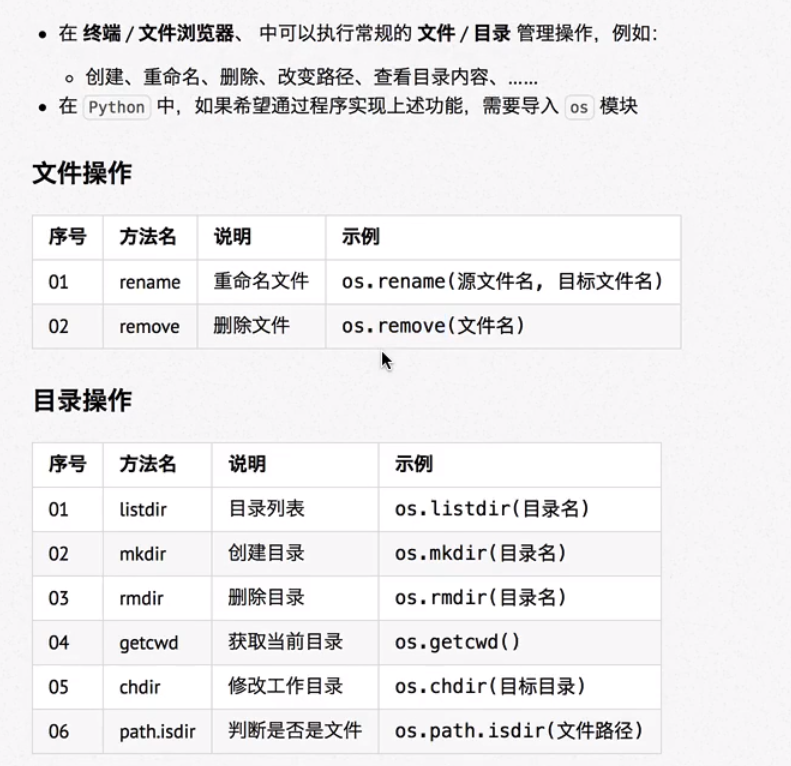 在 终端 / 文件浏览器、 中可以执行常规的 文件 / 目录 管理操作，例如：
创建、重命名、删除、改变路径、查看目录内容、……
在 Python 中，如果希望通过程序实现上述功能，需要导入 os 模块
文件操作
序号 方法名 说明 示例
01 rename 重命名文件 os.rename(源文件名, 目标文件名)
02 remove 删除文件 os.remove(文件名)
目录操作
序号 方法名 说明 示例
01 listdir 目录列表 os.listdir(目录名)
02 mkdir 创建目录 os.mkdir(目录名)
03 rmdir 删除目录 os.rmdir(目录名)
04 getcwd 获取当前目录 os.getcwd()
05 chdir 修改工作目录 os.chdir(目标目录)
06 path.isdir 判断是否是文件 os.path.isdir(文件路径)